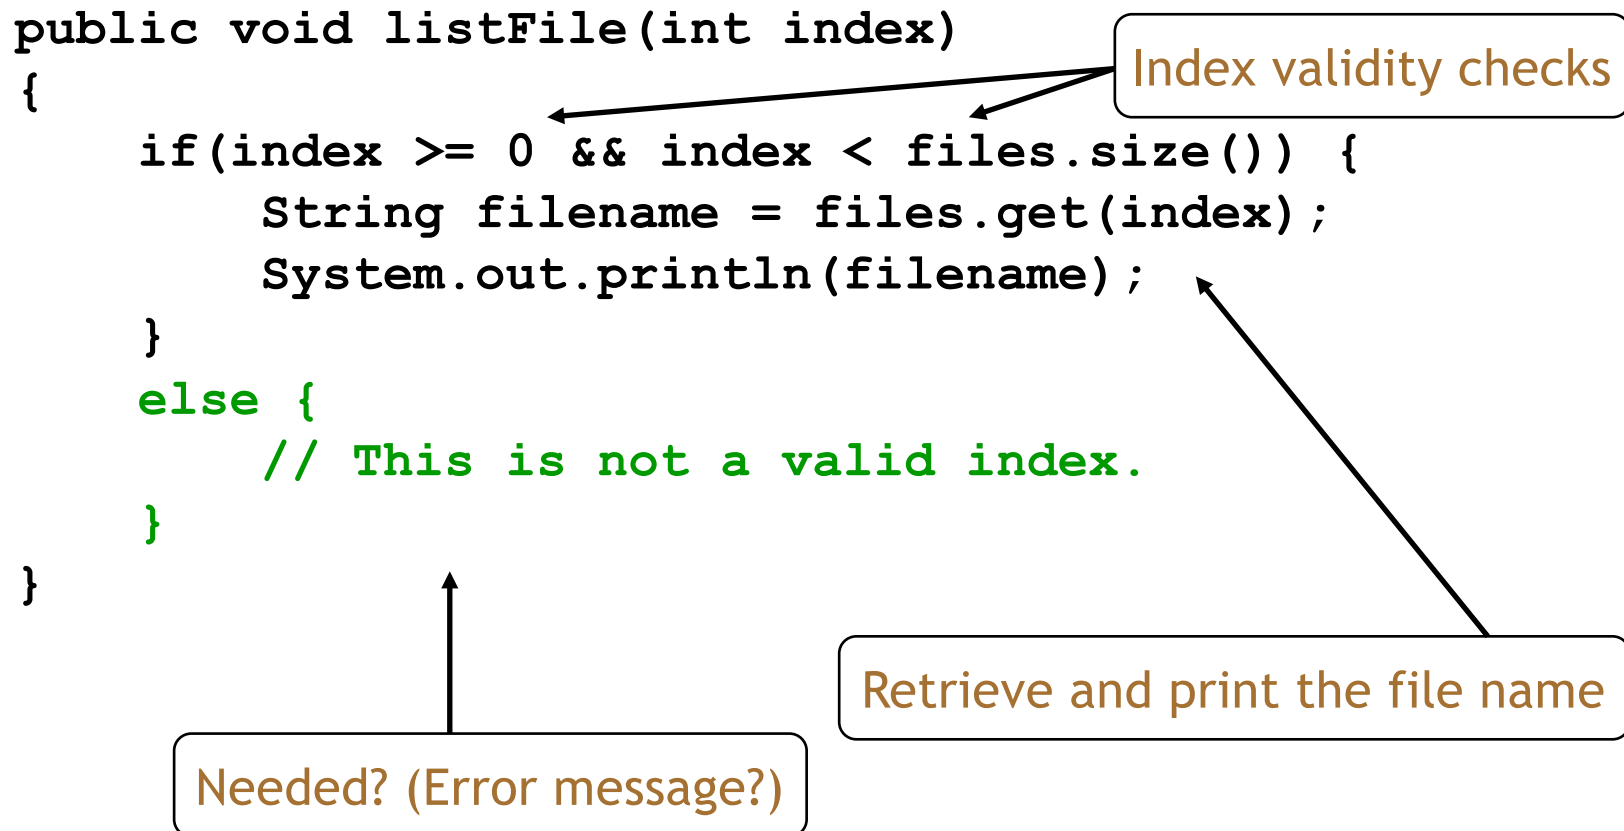 public void listFile(int index)
Index validity checks
{
if(index >= 0 && index < files.size()) {
String filename = files.get(index);
System.out.println(filename);
}
else {
// This is not a valid index.
}
}
Retrieve and print the file name
Needed? (Error message?)